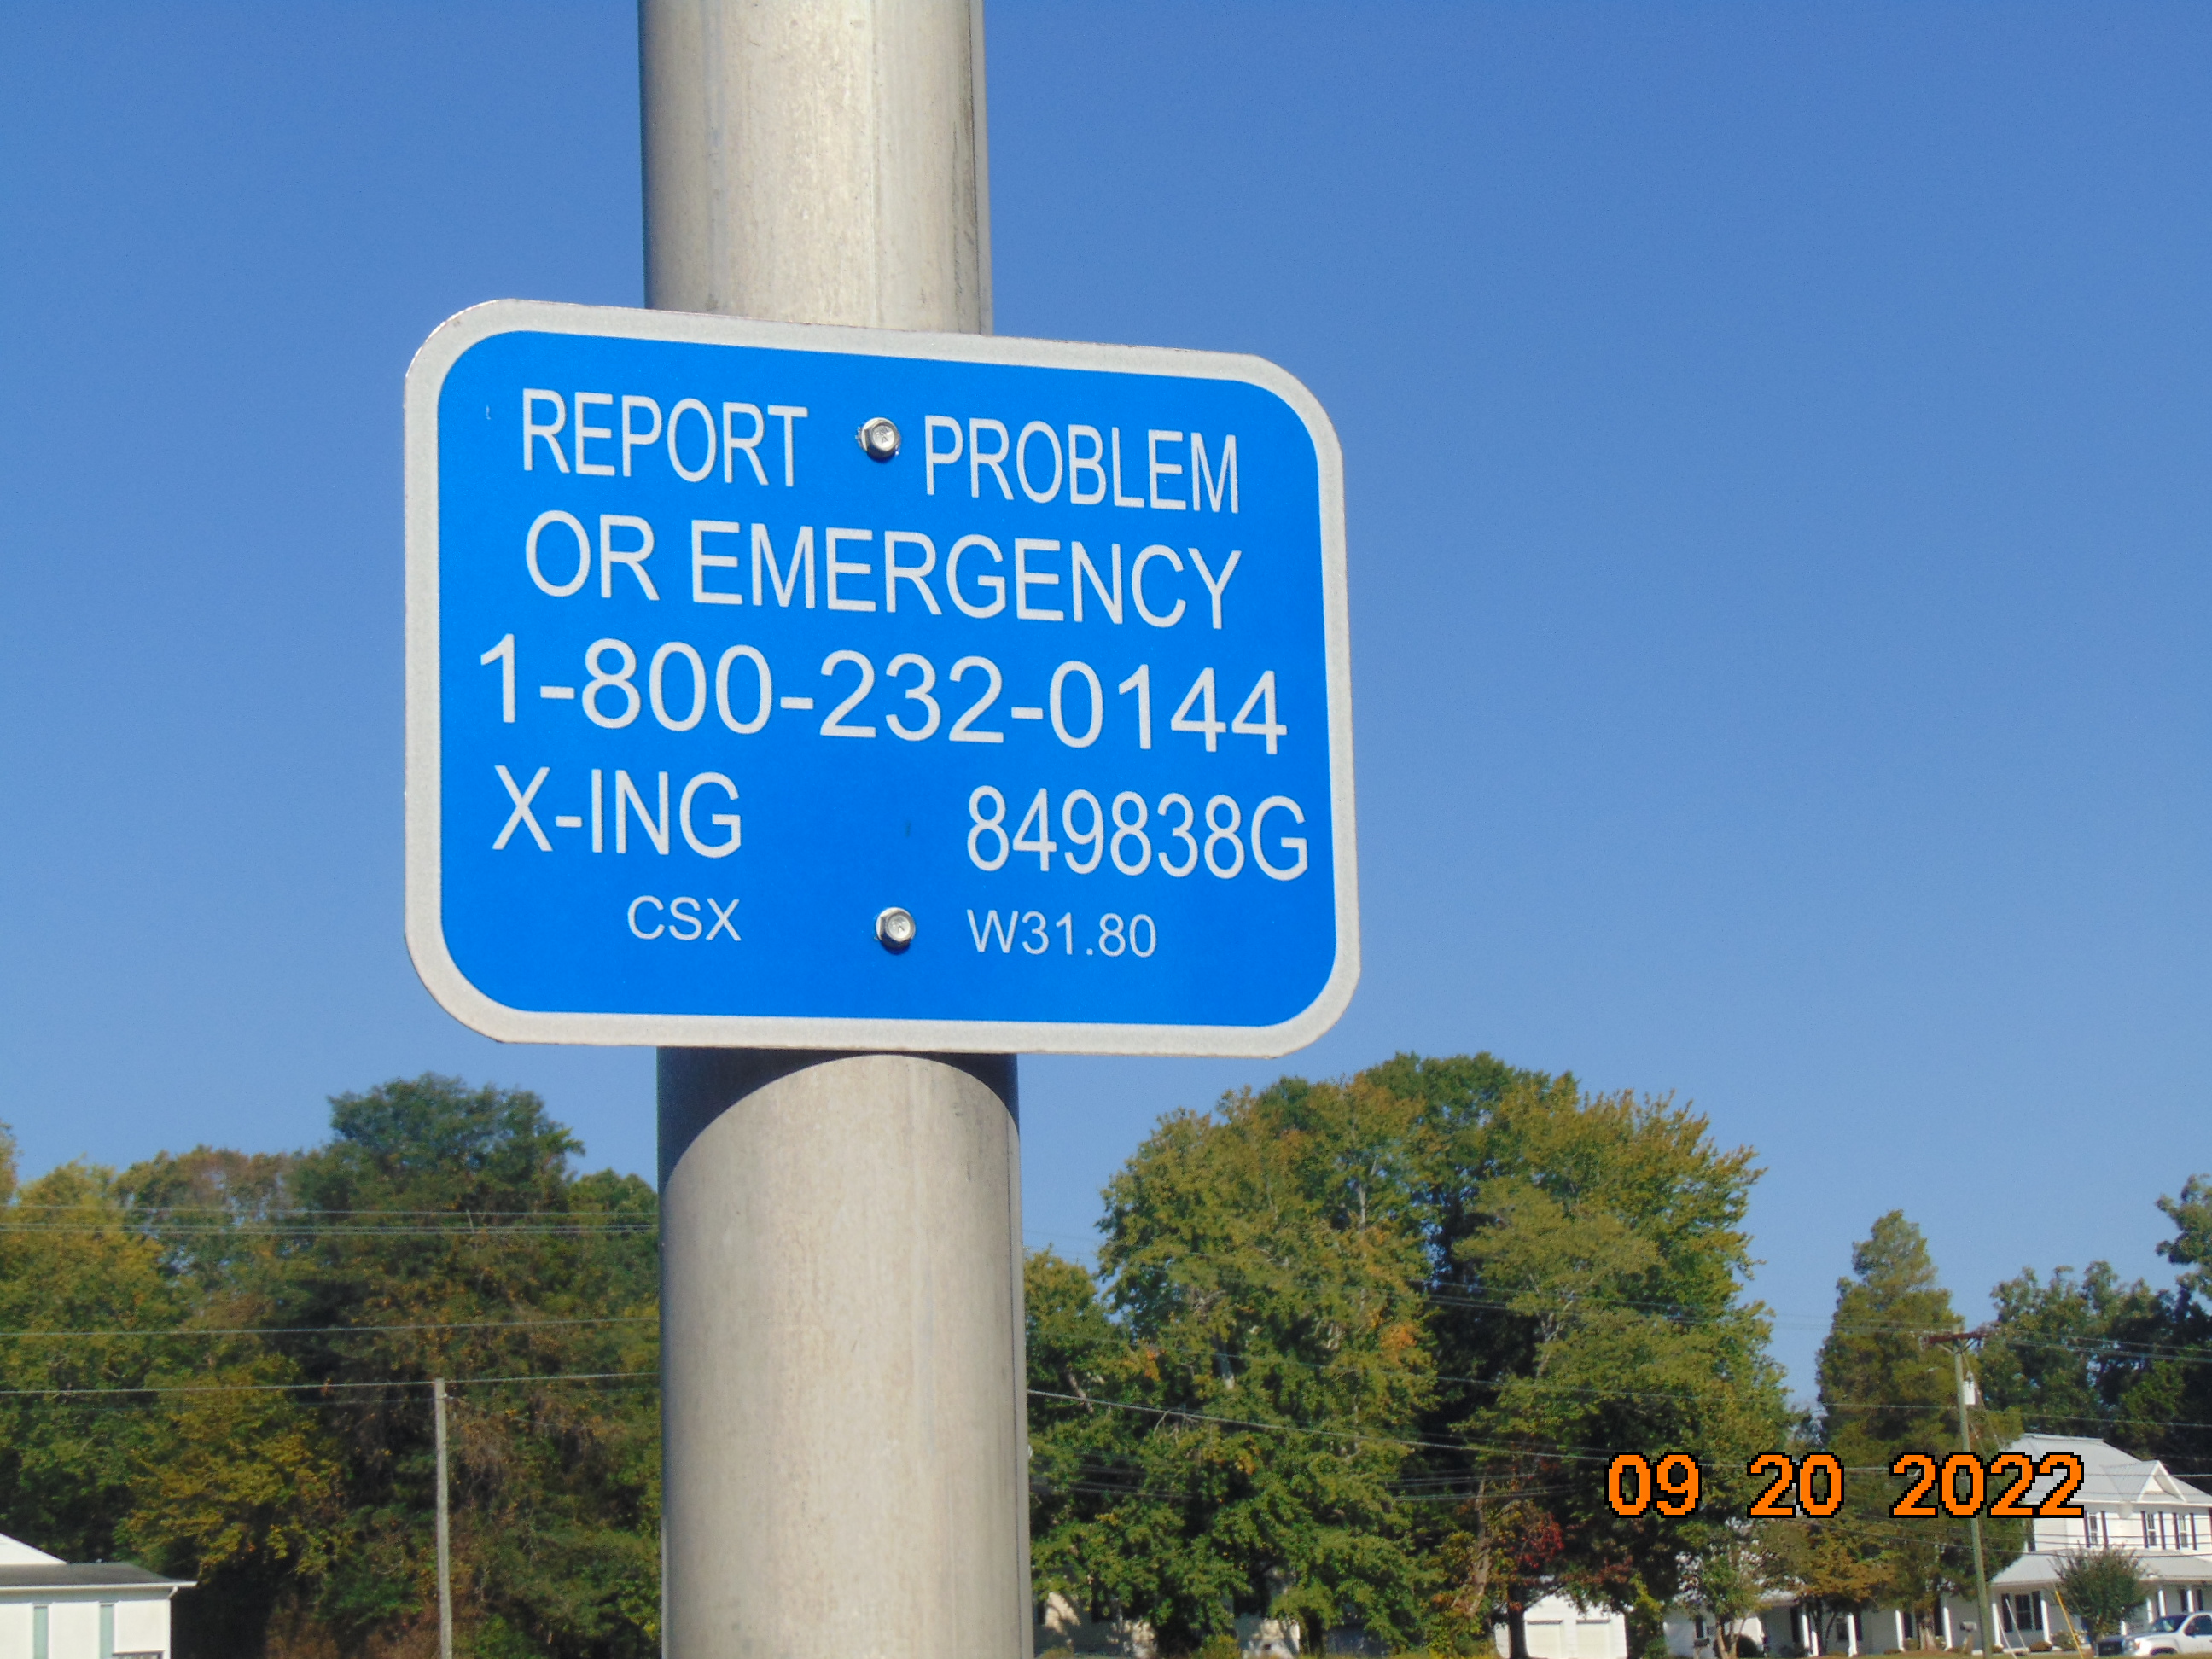 REPORT PROBLEM
OR EMERGENCY
1-800-232-0144
X-ING 849838G
CSX W31.80
09 20 2022